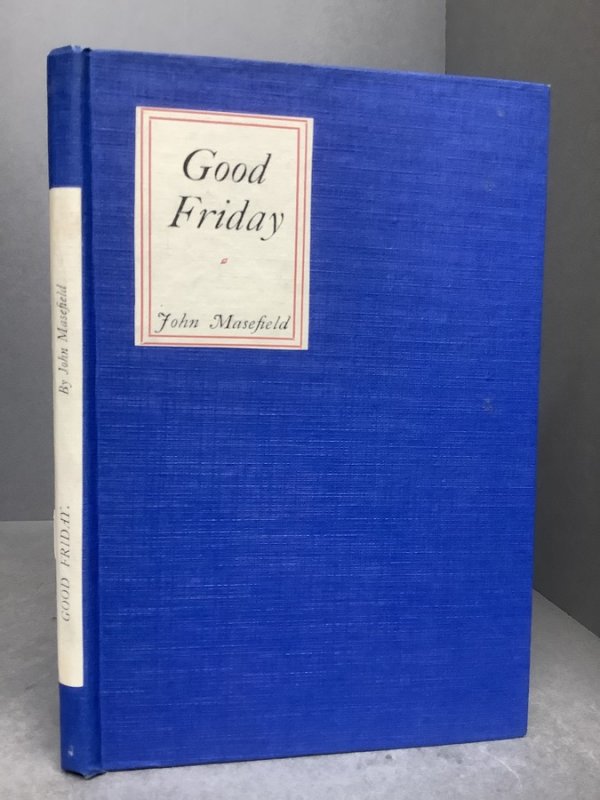 Good
Friday
John Masefield
GOOD FRIDAY. By John Masefield